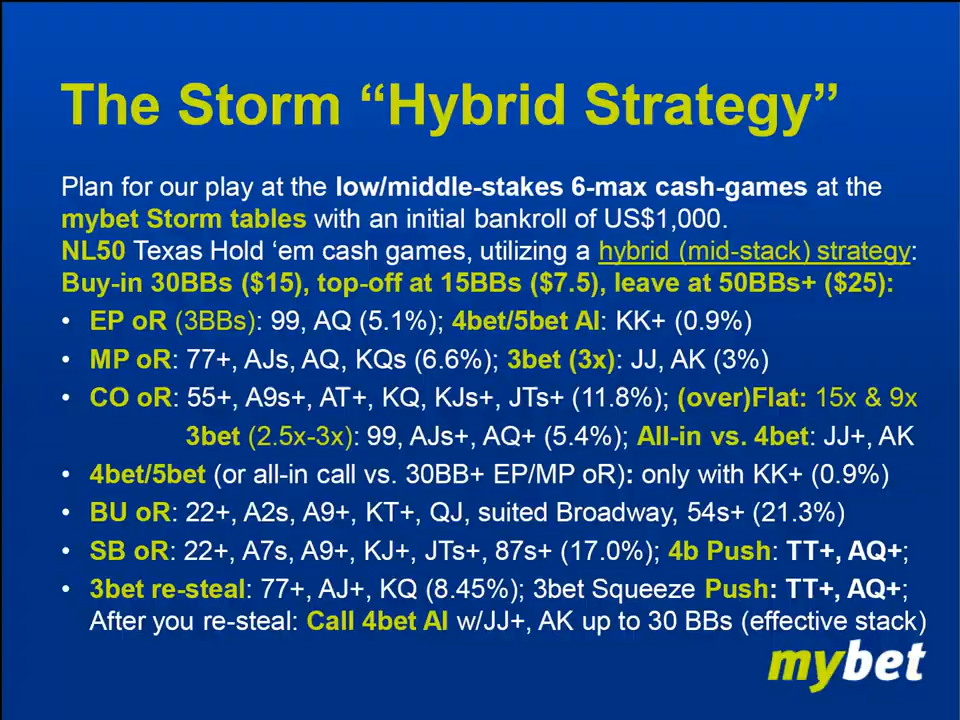 The Storm “Hybrid Strategy”
Plan for our play at the low/middle-stakes 6-max cash-games at the
mybet Storm tables with an initial bankroll of US$1,000.
NL50 Texas Hold ‘em cash games, utilizing a hybrid (mid-stack) strategy:
Buy-in 30BBs ($15), top-off at 15BBs ($7.5), leave at 50BBs+ ($25):
• EP oR (3BBs): 99, AQ (5.1%); 4bet/5bet AI: KK+ (0.9%)
• MP oR: 77+, AJs, AQ, KQs (6.6%); 3bet (3x): JJ, AK (3%)
• CO oR: 55+, A9s+, AT+, KQ, KJs+, JTs+ (11.8%); (over)Flat: 15x & 9x
3bet (2.5x-3x): 99, AJs+, AQ+ (5.4%); All-in vs. 4bet: JJ+, AK
• 4bet/5bet (or all-in call vs. 30BB+ EP/MP oR): only with KK+ (0.9%)
• BU oR: 22+, A2s, A9+, KT+, QJ, suited Broadway, 54s+ (21.3%)
• SB oR: 22+, A7s, A9+, KJ+, JTs+, 87s+ (17.0%); 4b Push: TT+, AQ+;
• 3bet re-steal: 77+, AJ+, KQ (8.45%); 3bet Squeeze Push: TT+, AQ+;
After you re-steal: Call 4bet AI w/JJ+, AK up to 30 BBs (effective stack)
mybet